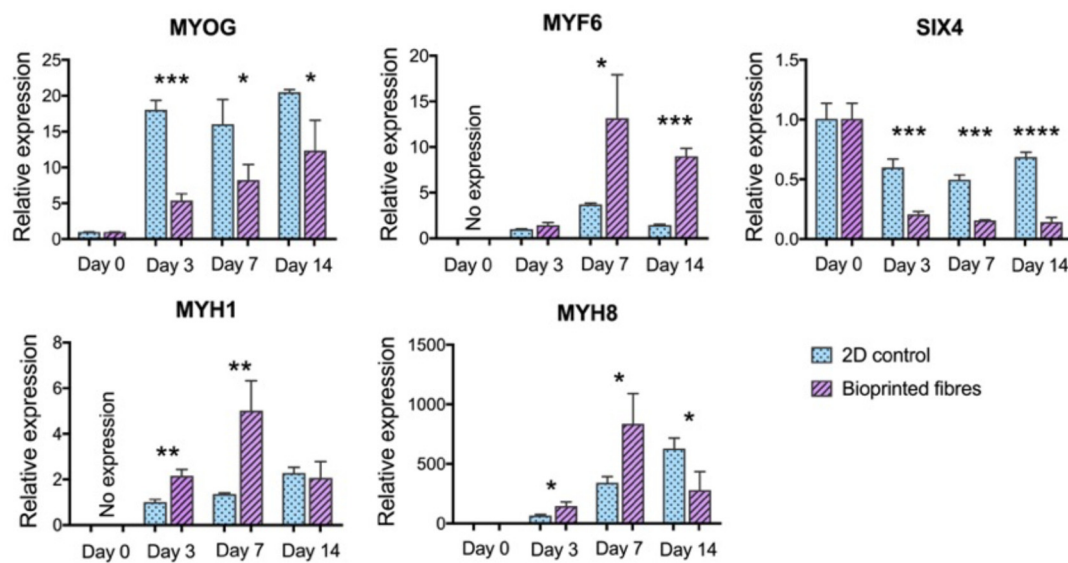 MYOG
Relative expression
25
20
15
10
5
0
***
*
*
Day 0 Day 3 Day 7 Day 14
MYF6
Relative expression
20
15
10
5
0
No expression
*
***
Day 0 Day 3 Day 7 Day 14
SIX4
Relative expression
1.5
1.0
0.5
0.0
***
***
****
Day 0 Day 3 Day 7 Day 14
MYH1
Relative expression
8
6
4
2
0
No expression
**
**
Day 0 Day 3 Day 7 Day 14
MYH8
Relative expression
1500
1000
500
0
*
*
*
Day 0 Day 3 Day 7 Day 14
2D control
Bioprinted fibres